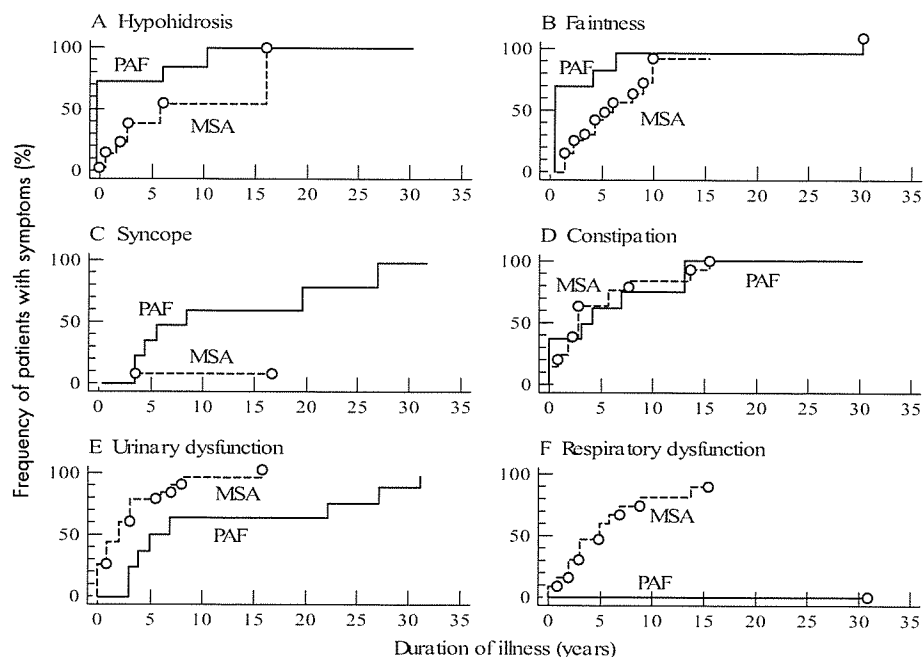 A Hypohidrosis
100
50
0
PAF
MSA
0 5 10 15 20 25 30 35
B Faintness
100
50
0
PAF
MSA
0 5 10 15 20 25 30 35
C Syncope
100
50
0
PAF
MSA
0 5 10 15 20 25 30 35
D Constipation
100
50
0
MSA
PAF
0 5 10 15 20 25 30 35
E Urinary dysfunction
100
50
0
MSA
PAF
0 5 10 15 20 25 30 35
F Respiratory dysfunction
100
50
0
MSA
PAF
0 5 10 15 20 25 30 35
Frequency of patients with symptoms (%)
Duration of illness (years)